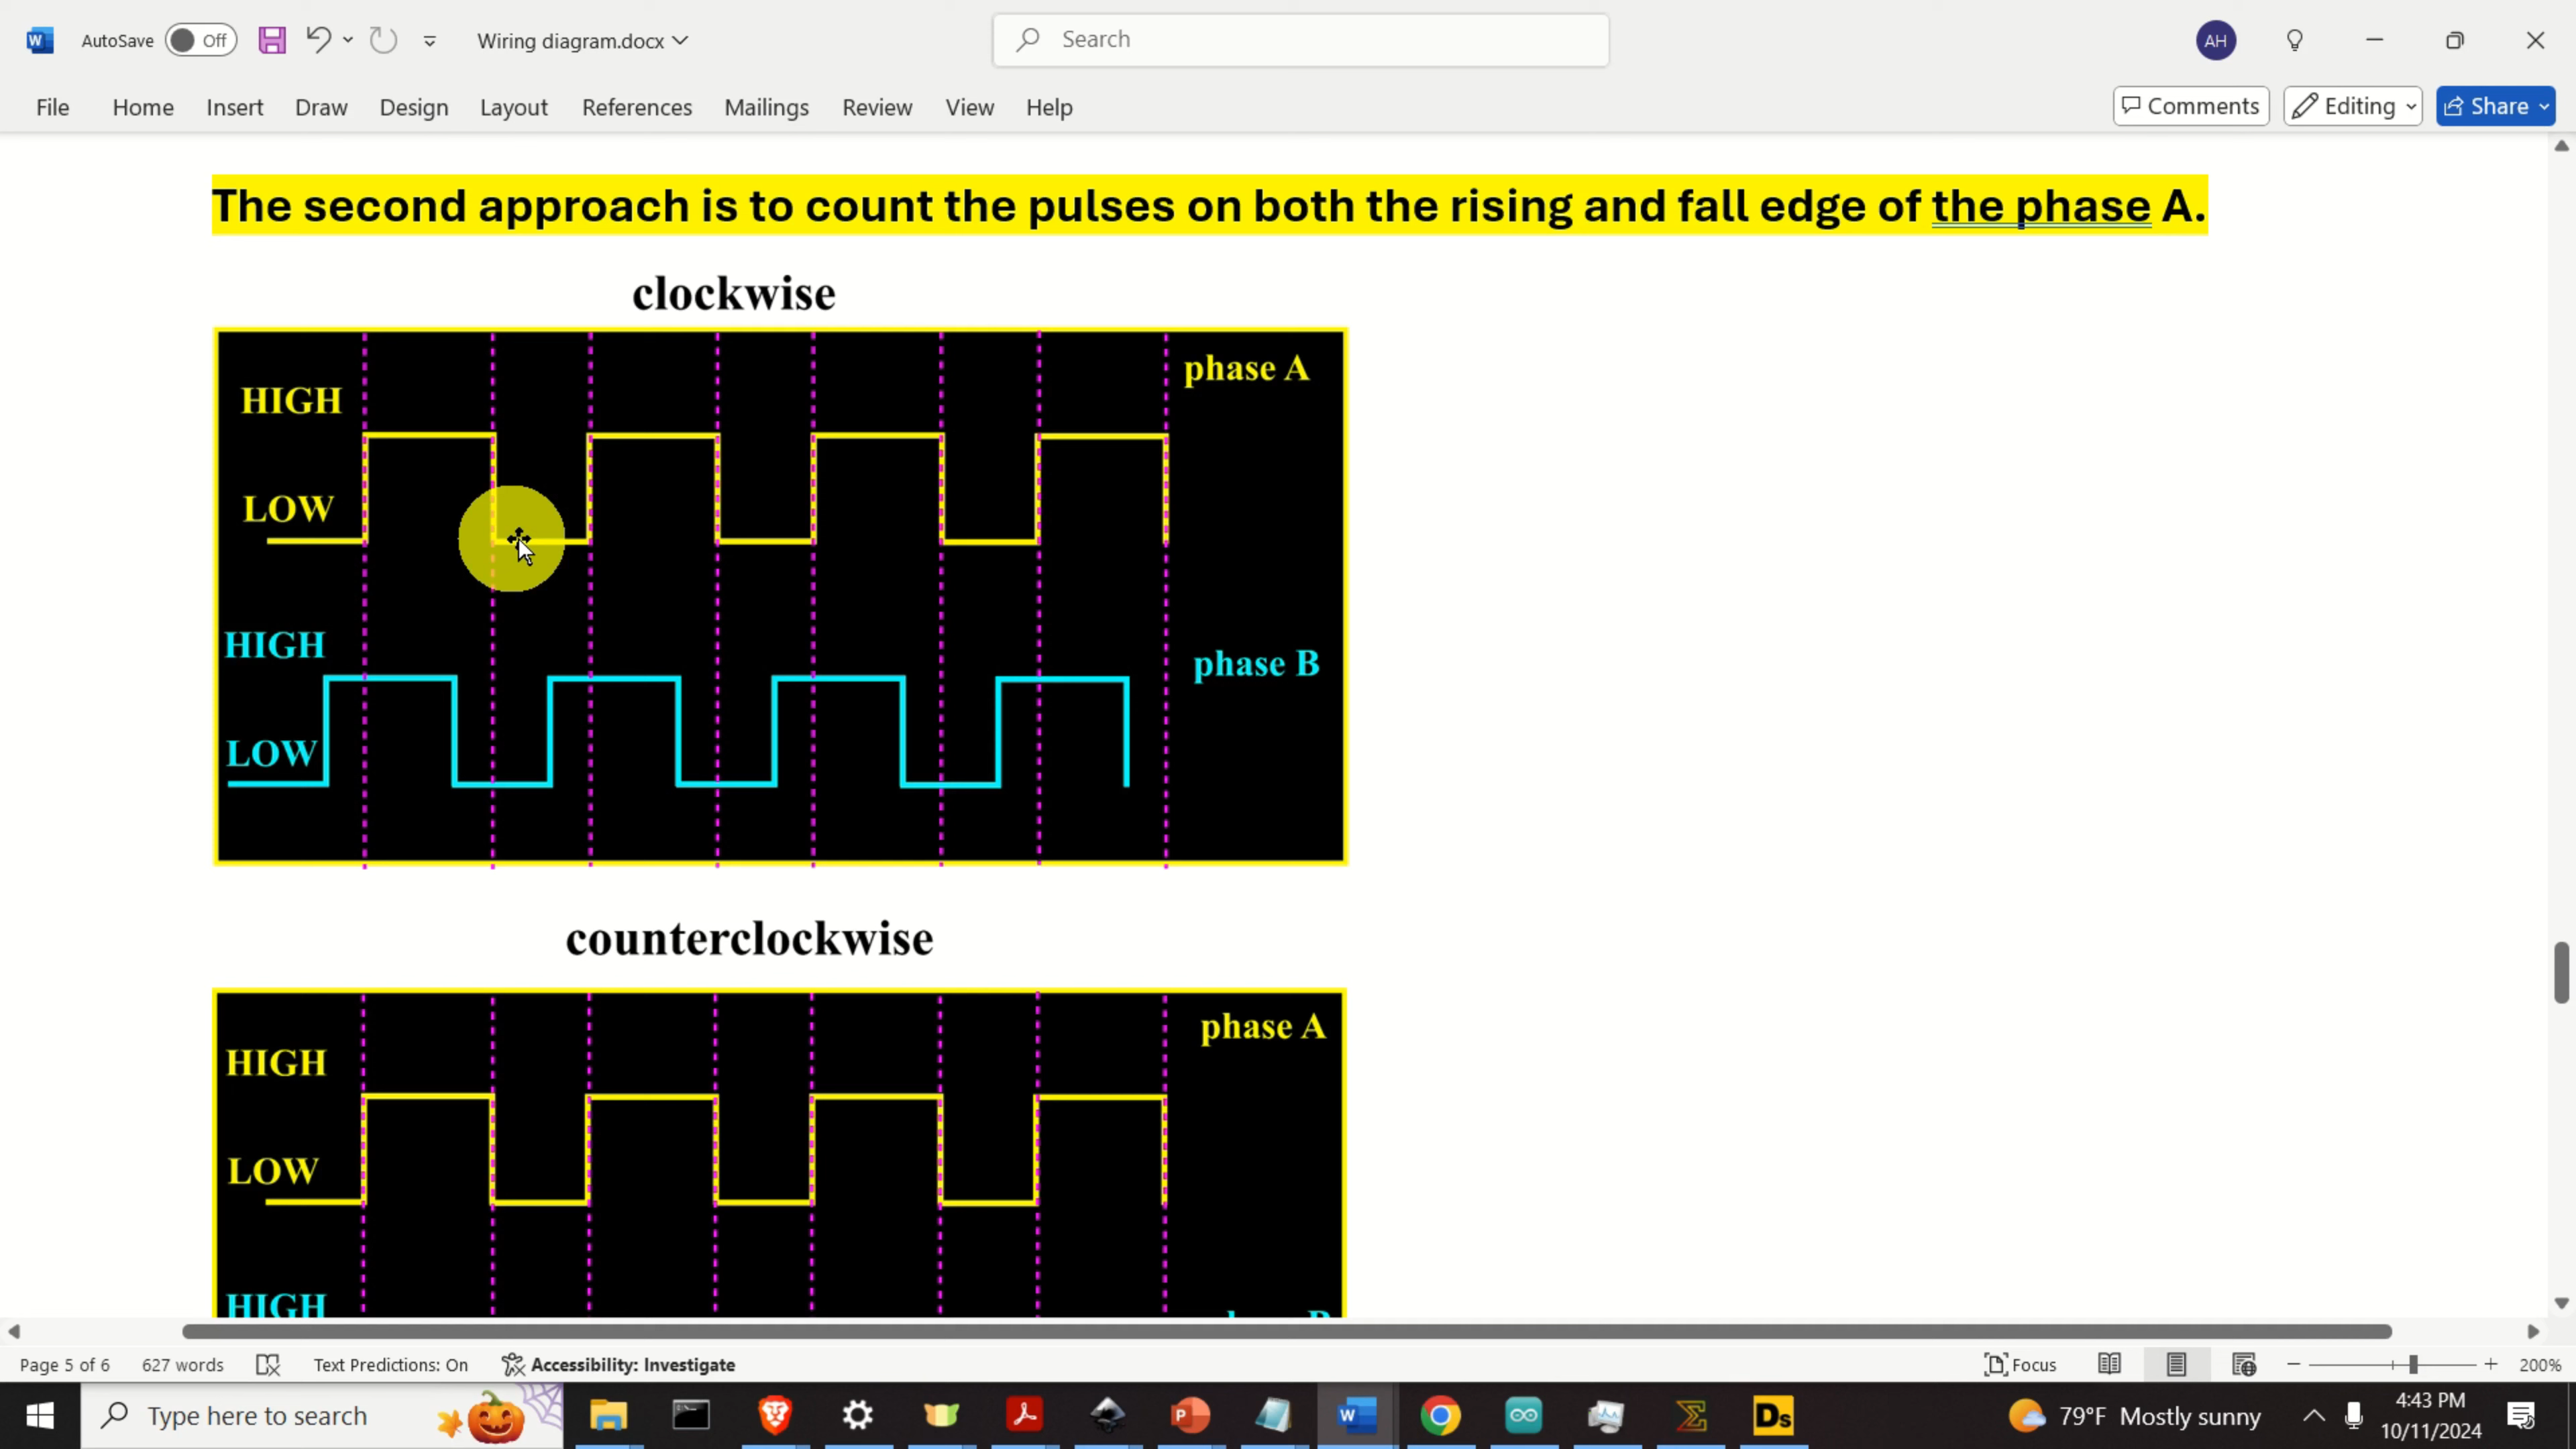 AutoSave Off Wiring diagram.docx Search AH
File Home Insert Draw Design Layout References Mailings Review View Help Comments Editing Share
The second approach is to count the pulses on both the rising and fall edge of the phase A.
clockwise
phase A
HIGH
LOW
HIGH
phase B
LOW
counterclockwise
phase A
HIGH
LOW
HIGH
Page 5 of 6 627 words Text Predictions: On Accessibility: Investigate Focus 200%
Type here to search 79°F Mostly sunny 4:43 PM
10/11/2024